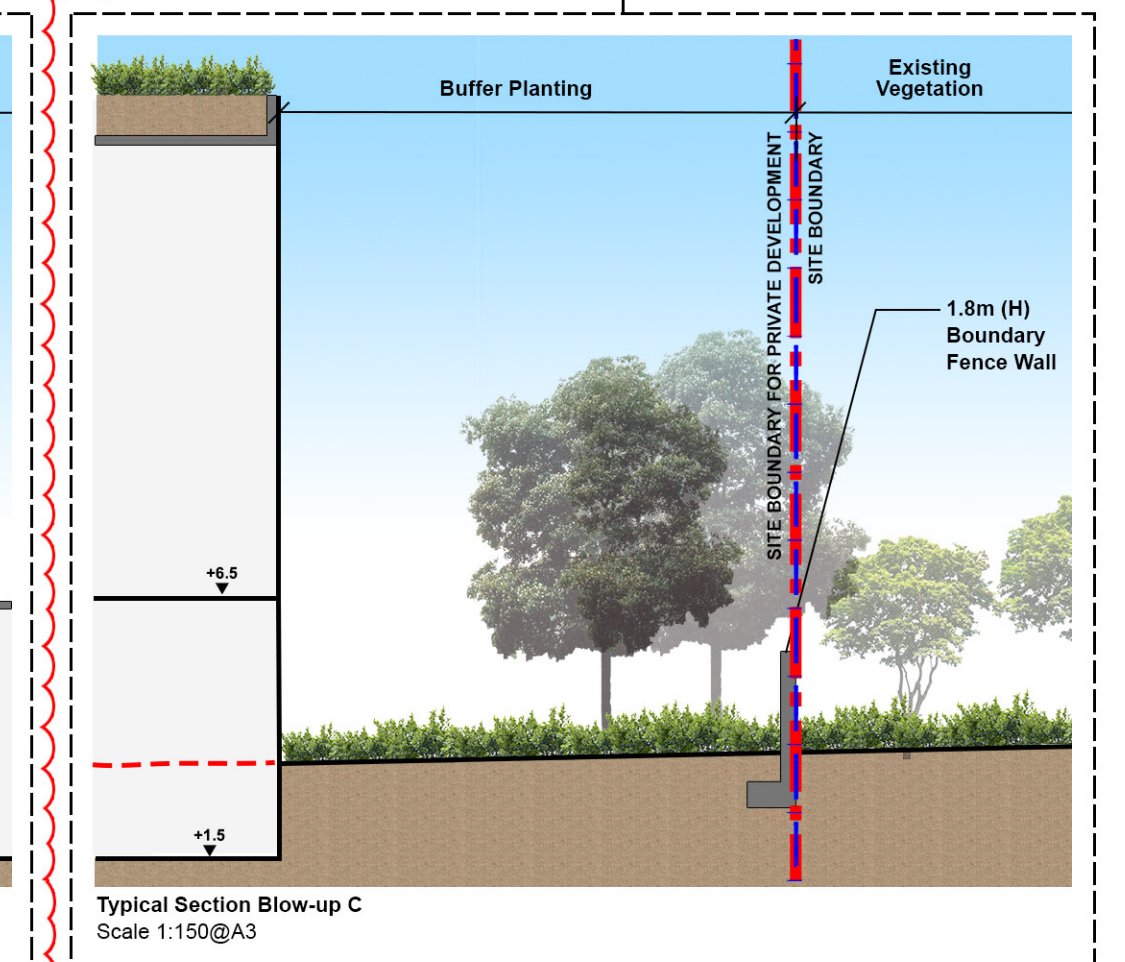 Buffer Planting
Existing
Vegetation
SITE BOUNDARY FOR PRIVATE DEVELOPMENT
SITE BOUNDARY
1.8m (H)
Boundary
Fence Wall
+6.5
+1.5
Typical Section Blow-up C
Scale 1:150@A3